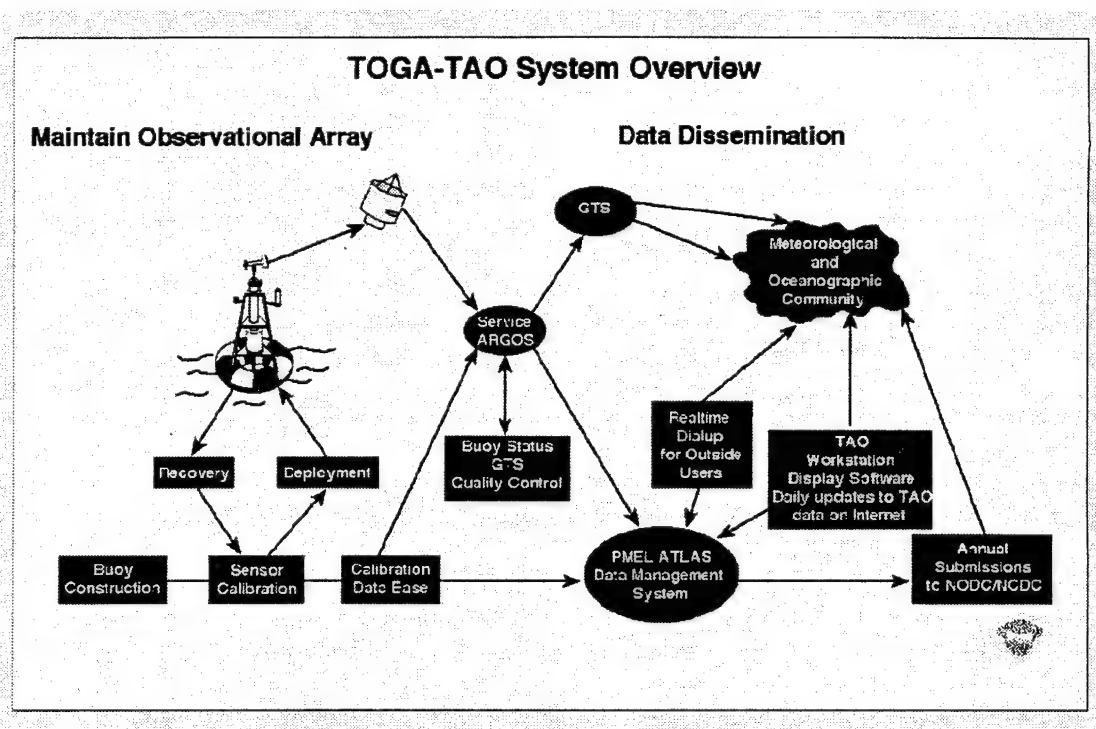 TOGA-TAO System Overview
Maintain Observational Array
Data Dissemination
GTS
Meteorological
and
Oceanographic
Community
Service
ARGOS
Buoy Status
GTS
Quality Control
Realtime
Dialup
for Outside
Users
TAO
Workstation
Display Software
Daily updates to TAO
data on Internet
Recovery
Deployment
Buoy
Construction
Sensor
Calibration
Calibration
Data Base
PMEL ATLAS
Data Management
System
Annual
Submissions
to NODC/NCDC